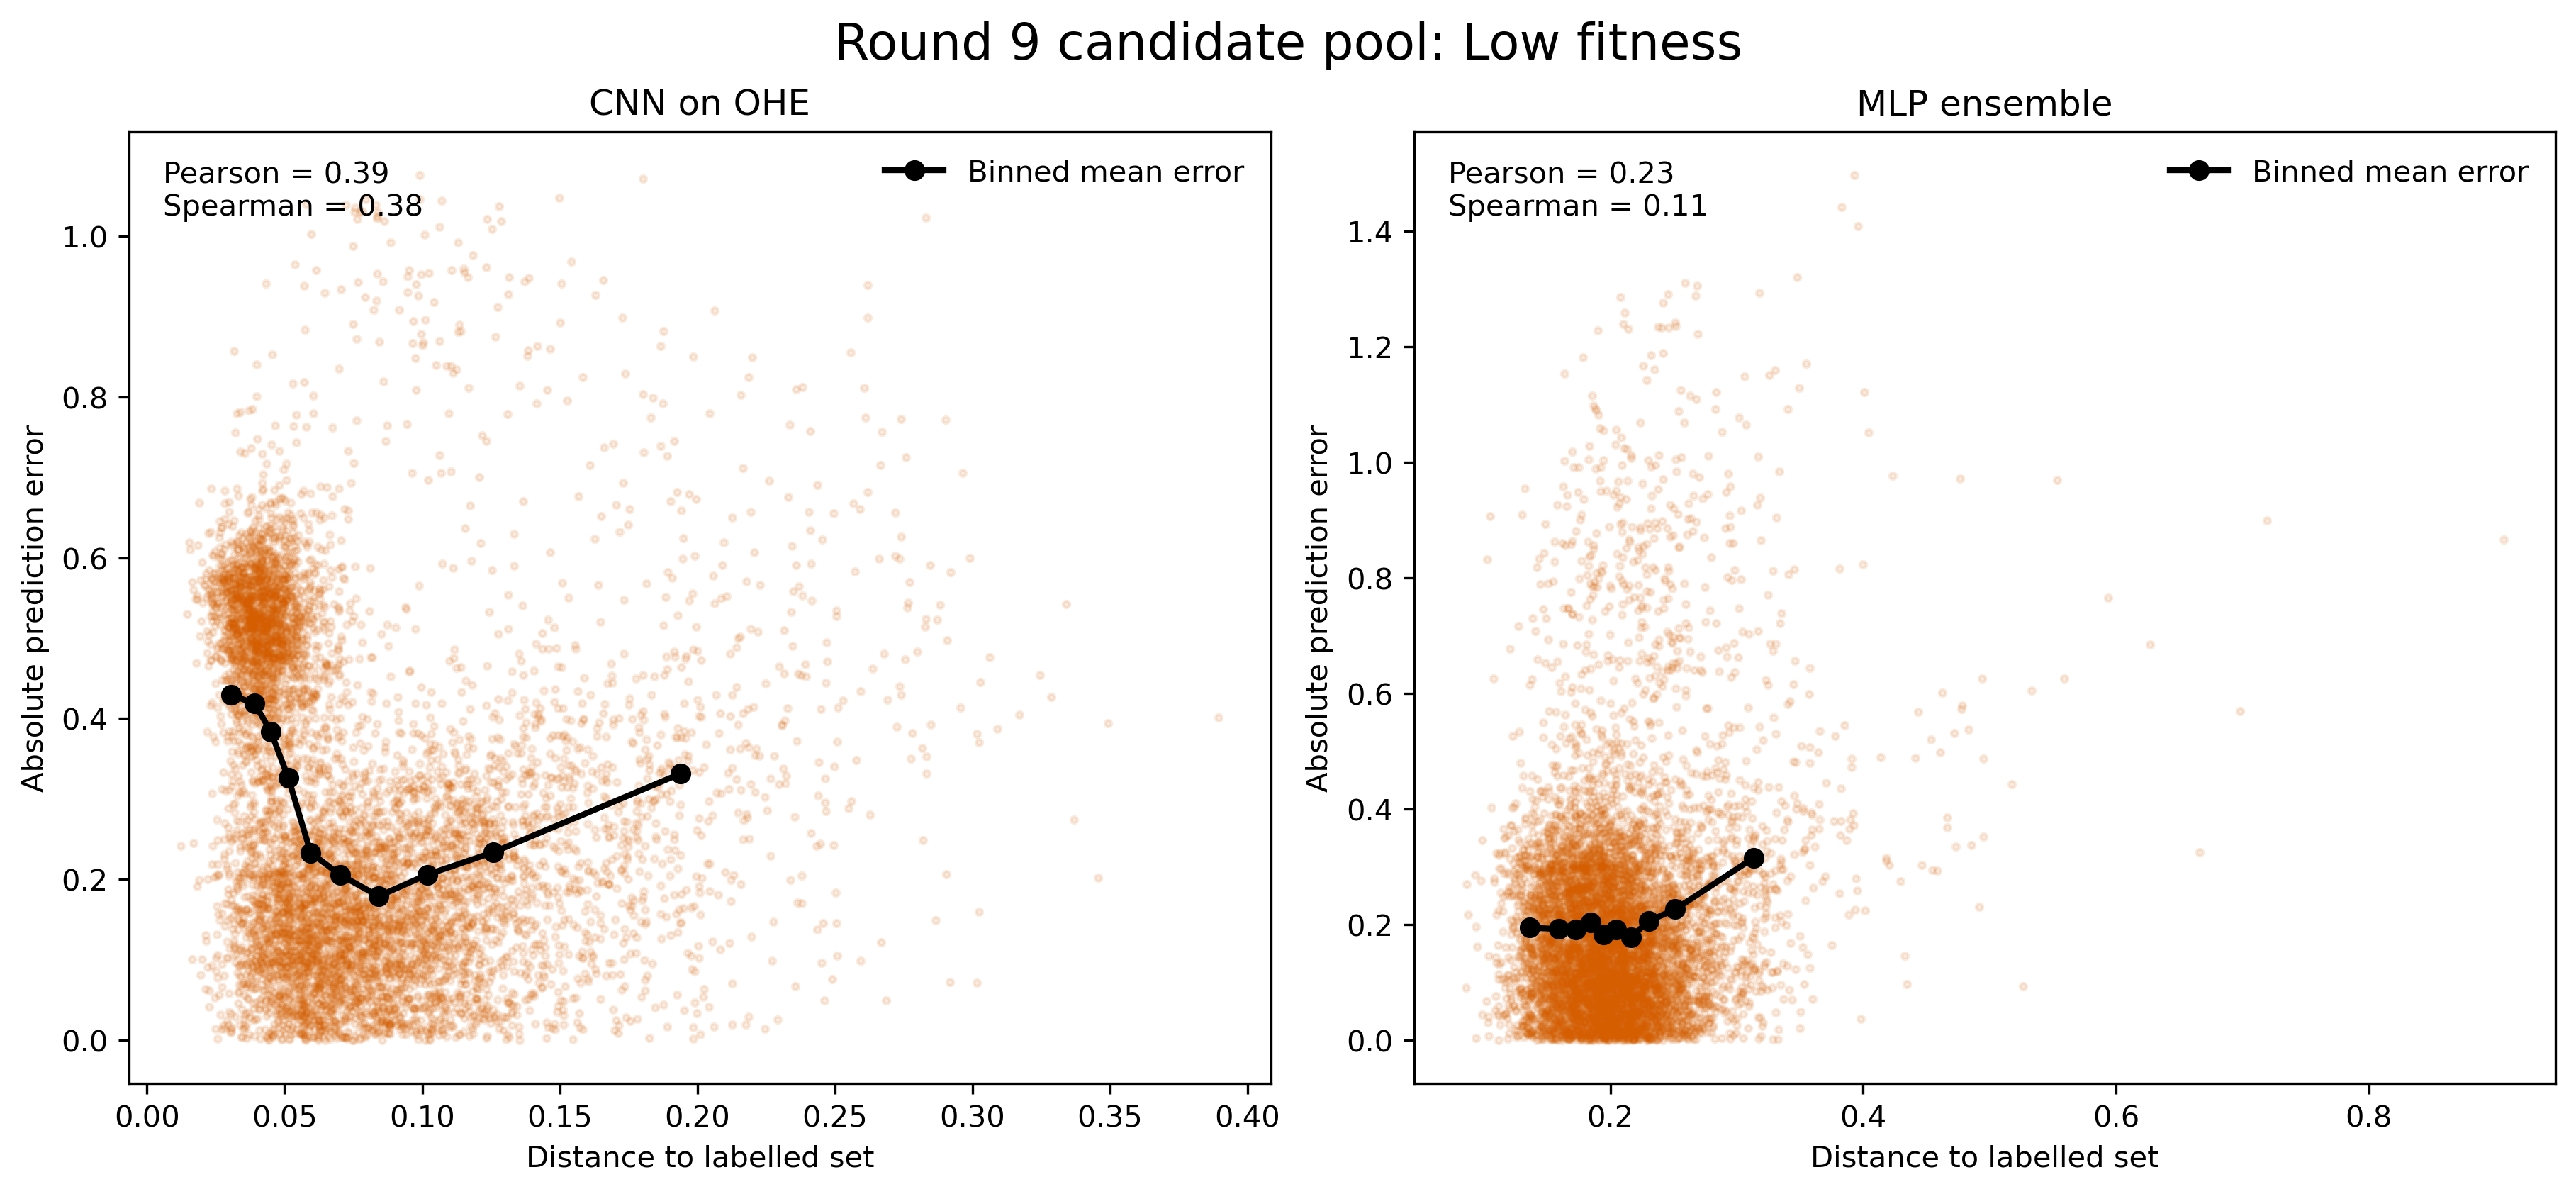 Round 9 candidate pool: Low fitness
CNN on OHE
Pearson = 0.39
Spearman = 0.38
Binned mean error
Absolute prediction error
1.0
0.8
0.6
0.4
0.2
0.0
0.00 0.05 0.10 0.15 0.20 0.25 0.30 0.35 0.40
Distance to labelled set
MLP ensemble
Pearson = 0.23
Spearman = 0.11
Binned mean error
Absolute prediction error
1.4
1.2
1.0
0.8
0.6
0.4
0.2
0.0
0.2 0.4 0.6 0.8
Distance to labelled set